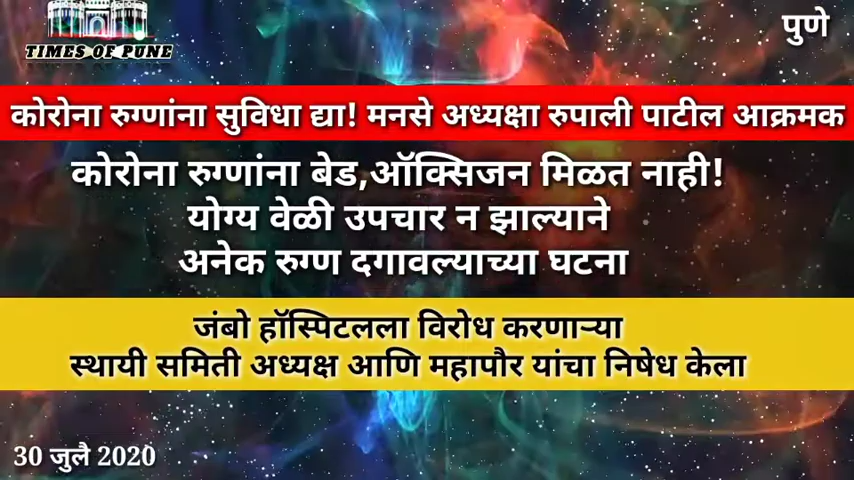 TIMES OF PUNE
पुणे
कोरोना रुग्णांना सुविधा द्या! मनसे अध्यक्षा रुपाली पाटील आक्रमक
कोरोना रुग्णांना बेड,ऑक्सिजन मिळत नाही!
योग्य वेळी उपचार न झाल्याने
अनेक रुग्ण दगावल्याच्या घटना
जंबो हॉस्पिटलला विरोध करणाऱ्या
स्थायी समिती अध्यक्ष आणि महापौर यांचा निषेध केला
30 जुलै 2020